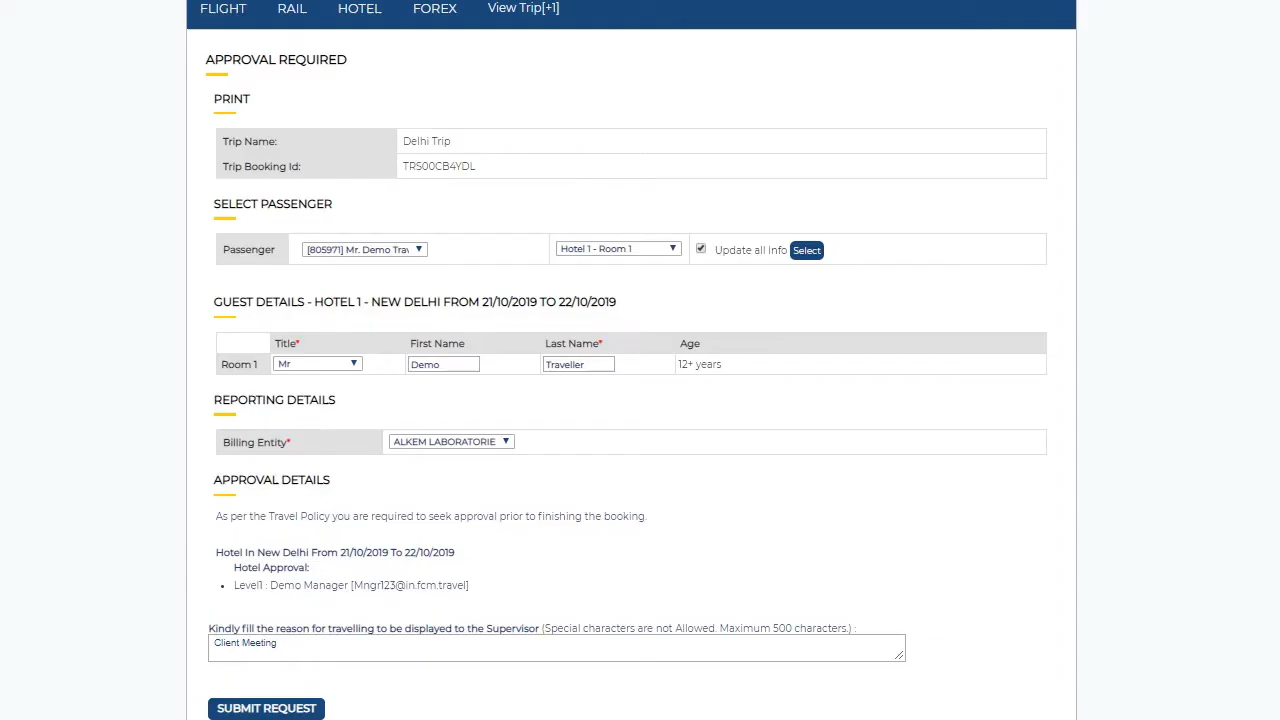 FLIGHT RAIL HOTEL FOREX View Trip[+1]
APPROVAL REQUIRED
PRINT
Trip Name: Delhi Trip
Trip Booking Id: TRS00CB4YDL
SELECT PASSENGER
Passenger [805971] Mr. Demo Trav Hotel 1 - Room 1 Update all Info Select
GUEST DETAILS - HOTEL 1 - NEW DELHI FROM 21/10/2019 TO 22/10/2019
Title* First Name Last Name* Age
Room 1 Mr Demo Traveller 12+ years
REPORTING DETAILS
Billing Entity* ALKEM LABORATORIE
APPROVAL DETAILS
As per the Travel Policy you are required to seek approval prior to finishing the booking.
Hotel In New Delhi From 21/10/2019 To 22/10/2019
Hotel Approval:
• Level1 : Demo Manager [Mngr123@in.fcm.travel]
Kindly fill the reason for travelling to be displayed to the Supervisor (Special characters are not Allowed. Maximum 500 characters.) :
Client Meeting
SUBMIT REQUEST